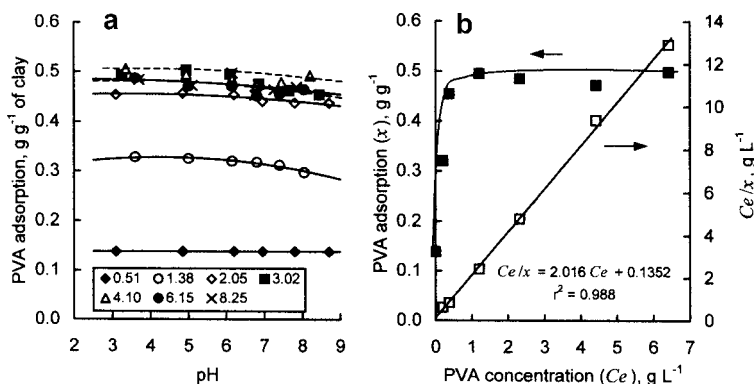 a
PVA adsorption, g g⁻¹ of clay
0.6
0.5
0.4
0.3
0.2
0.1
0.0
0.51 1.38 2.05 3.02
4.10 6.15 8.25
2 3 4 5 6 7 8 9
pH
b
PVA adsorption (x), g g⁻¹
0.6
0.5
0.4
0.3
0.2
0.1
0.0
14
12
10
8
6
4
2
0
Ce/x, g L⁻¹
Ce/x = 2.016 Ce + 0.1352
r² = 0.988
0 1 2 3 4 5 6 7
PVA concentration (Ce), g L⁻¹